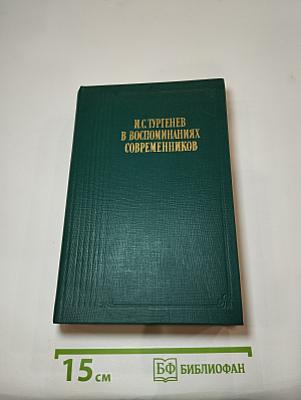 И.С.ТУРГЕНЕВ
В ВОСПОМИНАНИЯХ
СОВРЕМЕННИКОВ
15 см
БФ БИБЛИОФАН